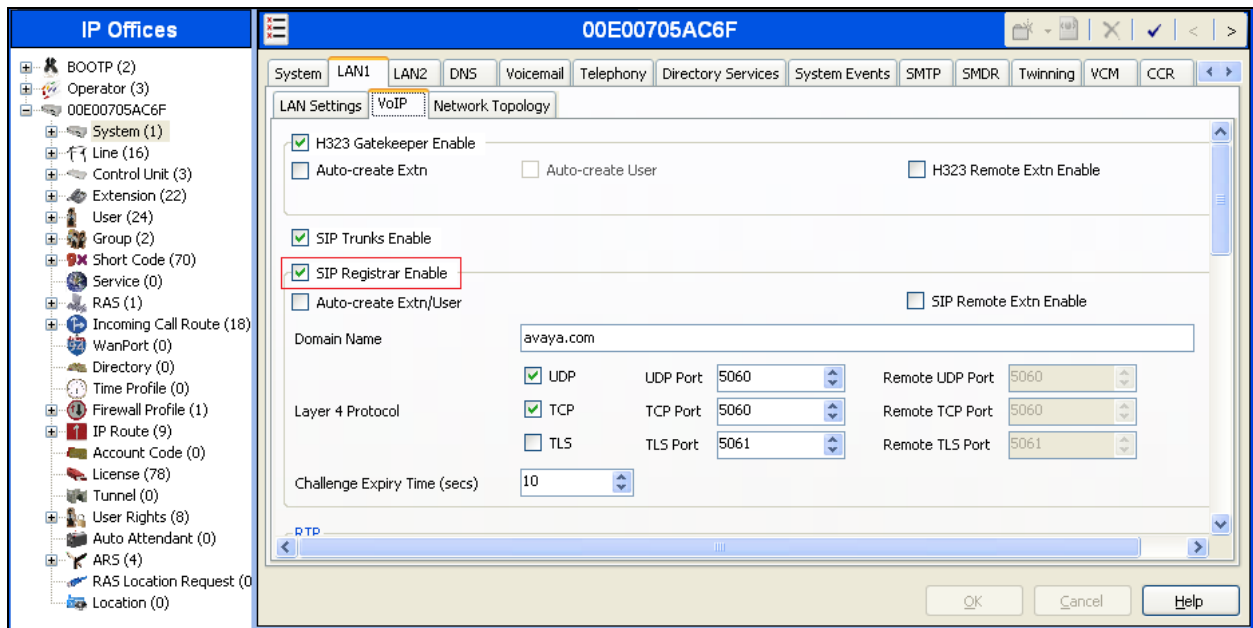 IP Offices
BOOTP (2)
Operator (3)
00E00705AC6F
System (1)
Line (16)
Control Unit (3)
Extension (22)
User (24)
Group (2)
Short Code (70)
Service (0)
RAS (1)
Incoming Call Route (18)
WanPort (0)
Directory (0)
Time Profile (0)
Firewall Profile (1)
IP Route (9)
Account Code (0)
License (78)
Tunnel (0)
User Rights (8)
Auto Attendant (0)
ARS (4)
RAS Location Request (0
Location (0)
00E00705AC6F
System LAN1 LAN2 DNS Voicemail Telephony Directory Services System Events SMTP SMDR Twinning VCM CCR
LAN Settings VoIP Network Topology
H323 Gatekeeper Enable
Auto-create Extn Auto-create User H323 Remote Extn Enable
SIP Trunks Enable
SIP Registrar Enable
Auto-create Extn/User SIP Remote Extn Enable
Domain Name avaya.com
UDP UDP Port 5060 Remote UDP Port 5060
Layer 4 Protocol TCP TCP Port 5060 Remote TCP Port 5060
TLS TLS Port 5061 Remote TLS Port 5061
Challenge Expiry Time (secs) 10
RTP
OK Cancel Help